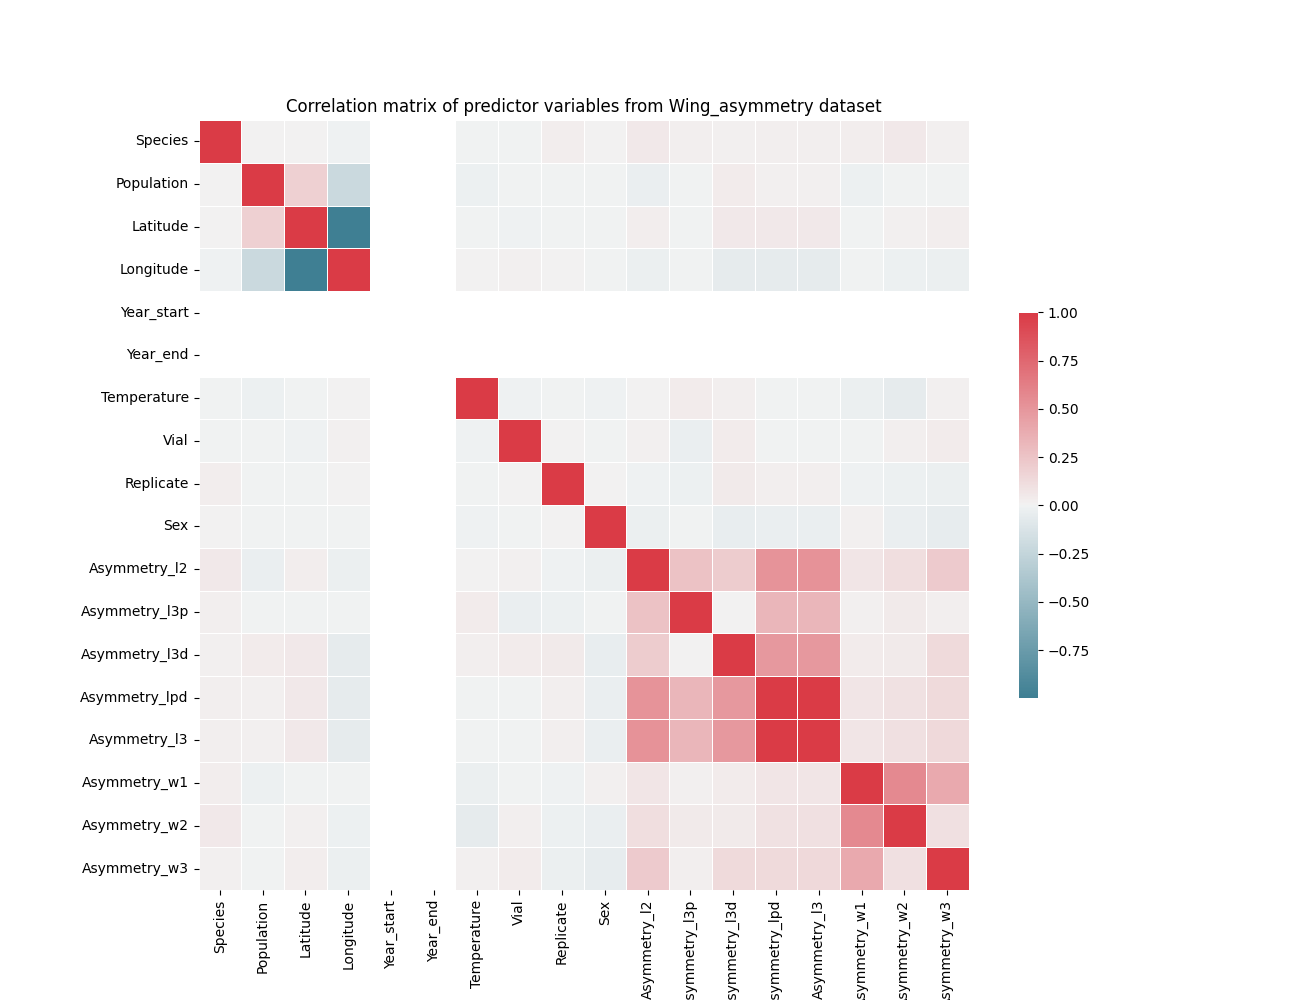 Correlation matrix of predictor variables from Wing_asymmetry dataset
Species
Population
Latitude
Longitude
Year_start
Year_end
Temperature
Vial
Replicate
Sex
Asymmetry_l2
Asymmetry_l3p
Asymmetry_l3d
Asymmetry_lpd
Asymmetry_l3
Asymmetry_w1
Asymmetry_w2
Asymmetry_w3
1.00
0.75
0.50
0.25
0.00
−0.25
−0.50
−0.75
Species
Population
Latitude
Longitude
Year_start
Year_end
Temperature
Vial
Replicate
Sex
Asymmetry_l2
symmetry_l3p
symmetry_l3d
symmetry_lpd
Asymmetry_l3
symmetry_w1
symmetry_w2
symmetry_w3